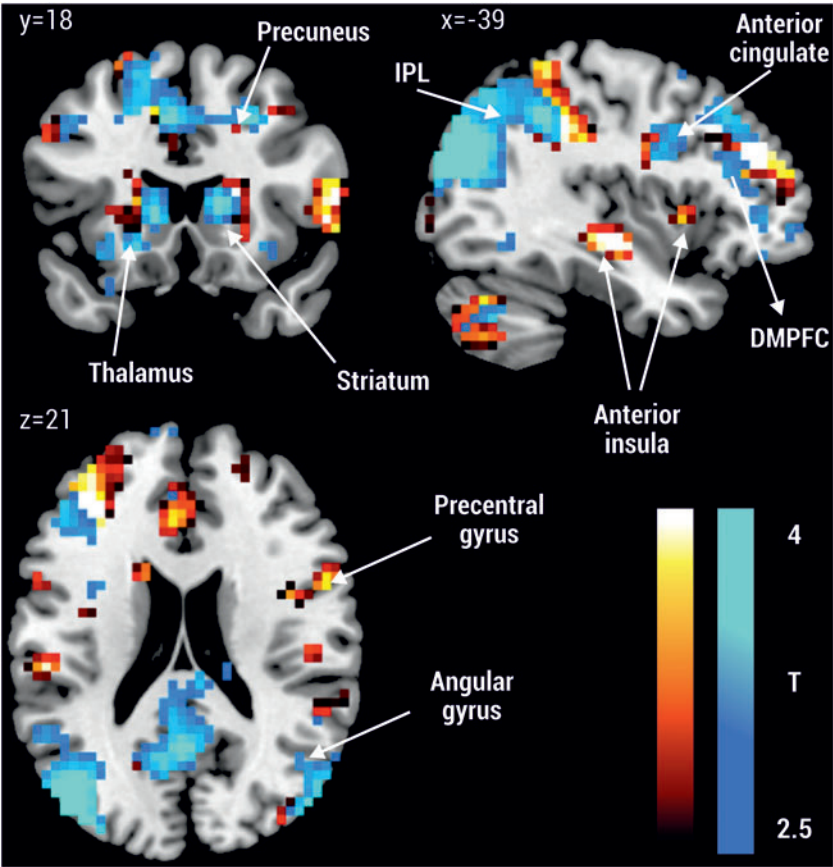 y=18
Precuneus
Thalamus
Striatum
x=-39
Anterior
cingulate
IPL
DMPFC
Anterior
insula
z=21
Precentral
gyrus
Angular
gyrus
4
T
2.5